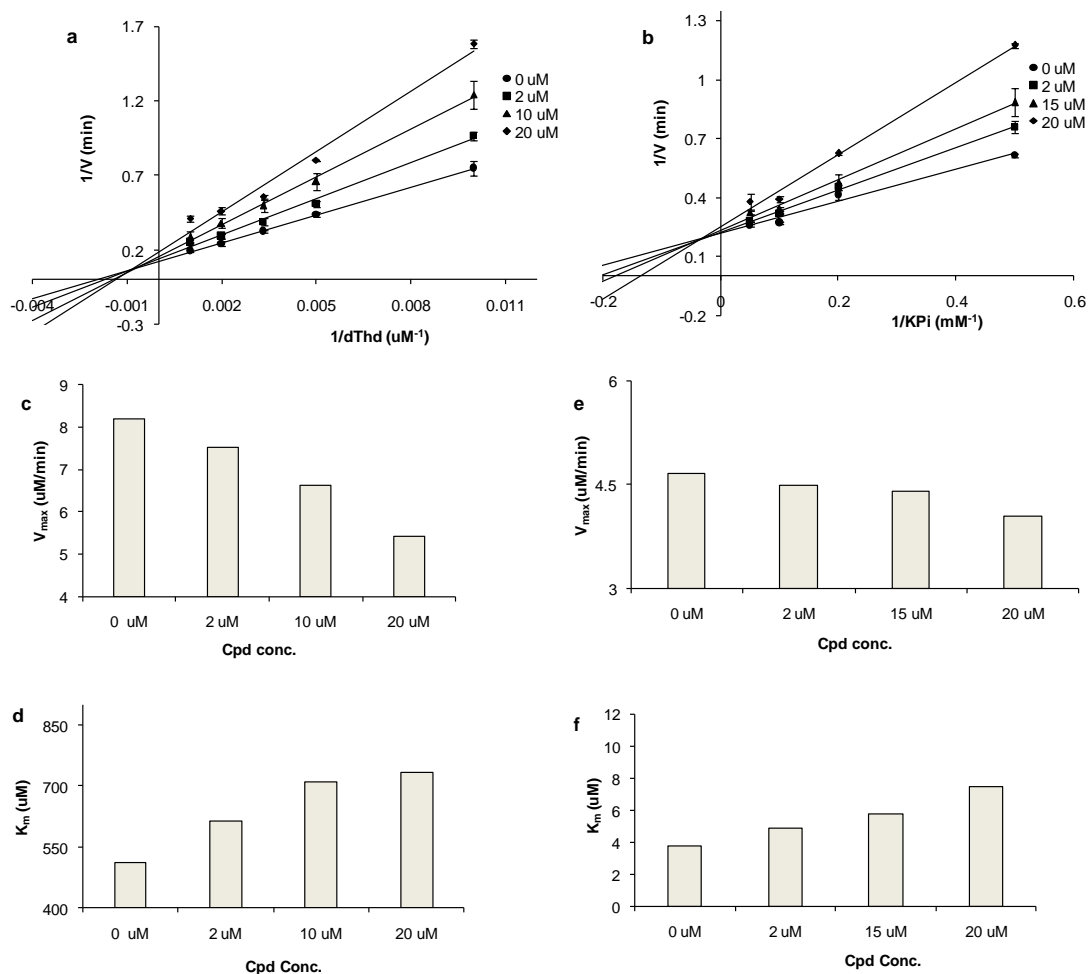 a
1.7
1.2
0.7
0.2
-0.3
1/V (min)
-0.004
-0.001
0.002
0.005
0.008
0.011
1/dThd (uM-1)
0 uM
2 uM
10 uM
20 uM
b
1.3
1
0.7
0.4
0.1
-0.2
1/V (min)
-0.2
0
0.2
0.4
0.6
1/KPi (mM-1)
0 uM
2 uM
15 uM
20 uM
c
9
8
7
6
5
4
Vmax (uM/min)
0 uM
2 uM
10 uM
20 uM
Cpd conc.
e
6
4.5
3
Vmax (uM/min)
0 uM
2 uM
15 uM
20 uM
Cpd conc.
d
850
700
550
400
Km (uM)
0 uM
2 uM
10 uM
20 uM
Cpd Conc.
f
12
10
8
6
4
2
0
Km (uM)
0 uM
2 uM
15 uM
20 uM
Cpd Conc.